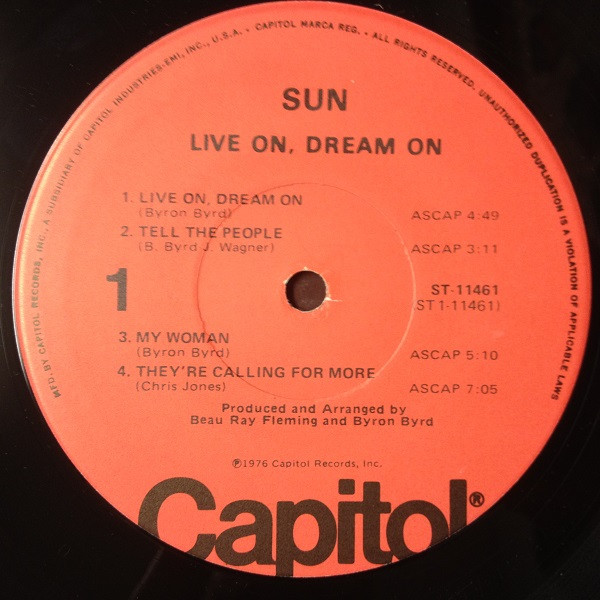 MFD. BY CAPITOL RECORDS, INC., A SUBSIDIARY OF CAPITOL INDUSTRIES-EMI, INC., U.S.A. • CAPITOL MARCA REG. • ALL RIGHTS RESERVED. UNAUTHORIZED DUPLICATION IS A VIOLATION OF APPLICABLE LAWS
SUN
LIVE ON, DREAM ON
1. LIVE ON, DREAM ON
(Byron Byrd) ASCAP 4:49
2. TELL THE PEOPLE
(B. Byrd J. Wagner) ASCAP 3:11
1
ST-11461
(ST1-11461)
3. MY WOMAN
(Byron Byrd) ASCAP 5:10
4. THEY'RE CALLING FOR MORE
(Chris Jones) ASCAP 7:05
Produced and Arranged by
Beau Ray Fleming and Byron Byrd
℗1976 Capitol Records, Inc.
Capitol®